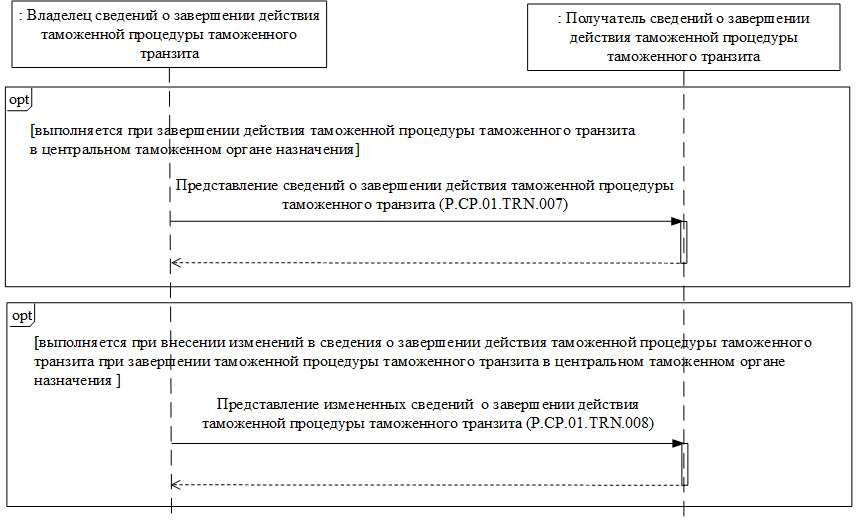 : Владелец сведений о завершении действия
таможенной процедуры таможенного
транзита
: Получатель сведений о завершении
действия таможенной процедуры
таможенного транзита
opt
[выполняется при завершении действия таможенной процедуры таможенного транзита
в центральном таможенном органе назначения]
Представление сведений о завершении действия таможенной процедуры
таможенного транзита (P.CP.01.TRN.007)
opt
[выполняется при внесении изменений в сведения о завершении действия таможенной процедуры таможенного
транзита при завершении таможенной процедуры таможенного транзита в центральном таможенном органе
назначения ]
Представление измененных сведений о завершении действия
таможенной процедуры таможенного транзита (P.CP.01.TRN.008)